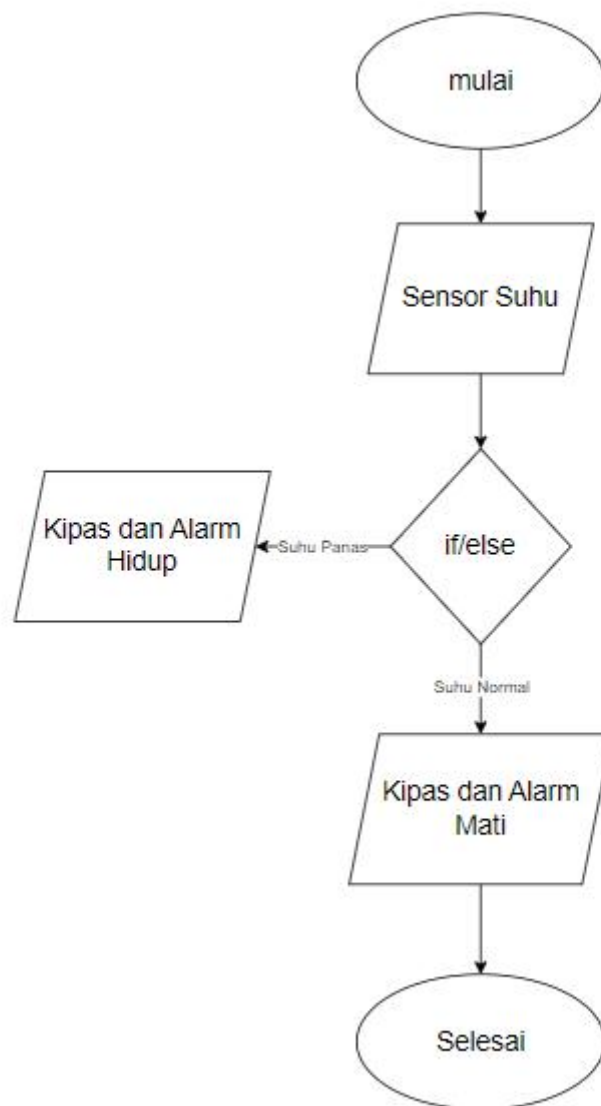 mulai
Sensor Suhu
if/else
Suhu Panas
Kipas dan Alarm
Hidup
Suhu Normal
Kipas dan Alarm
Mati
Selesai